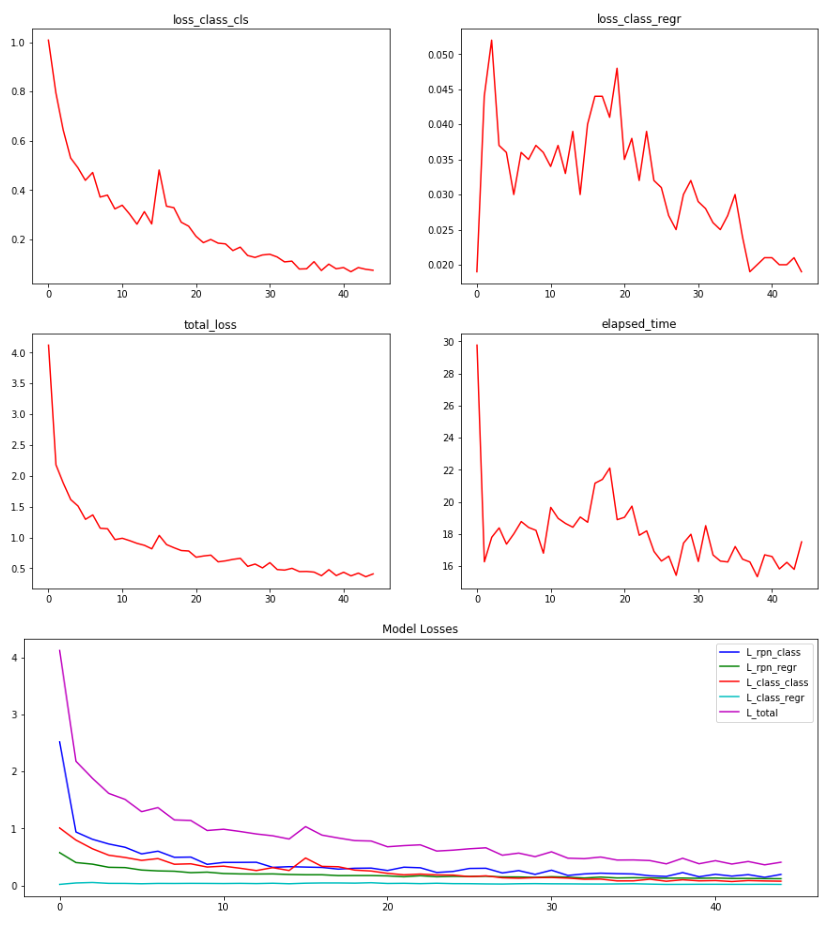 loss_class_cls
1.0
0.8
0.6
0.4
0.2
0 10 20 30 40
loss_class_regr
0.050
0.045
0.040
0.035
0.030
0.025
0.020
0 10 20 30 40
total_loss
4.0
3.5
3.0
2.5
2.0
1.5
1.0
0.5
0 10 20 30 40
elapsed_time
30
28
26
24
22
20
18
16
0 10 20 30 40
Model Losses
4
3
2
1
0
0 10 20 30 40
L_rpn_class
L_rpn_regr
L_class_class
L_class_regr
L_total